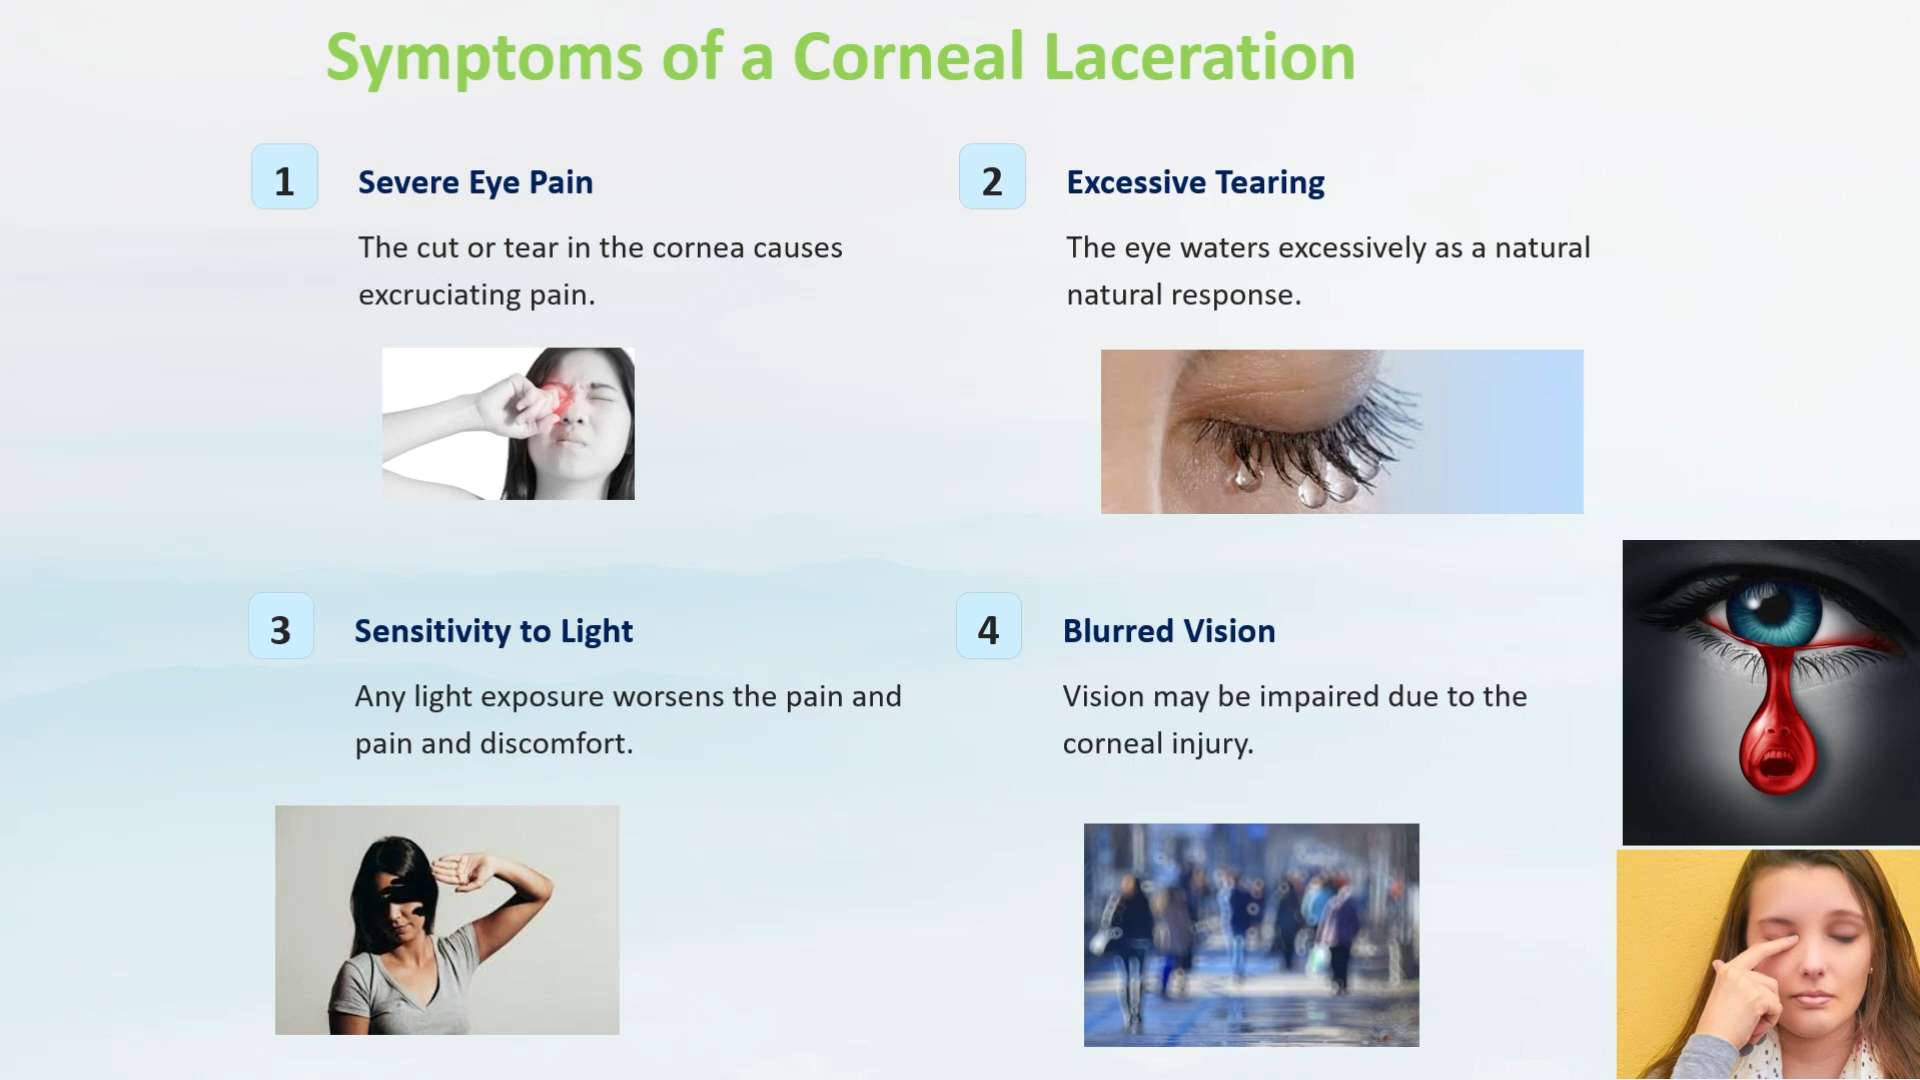 Symptoms of a Corneal Laceration
1
Severe Eye Pain
The cut or tear in the cornea causes
excruciating pain.
2
Excessive Tearing
The eye waters excessively as a natural
natural response.
3
Sensitivity to Light
Any light exposure worsens the pain and
pain and discomfort.
4
Blurred Vision
Vision may be impaired due to the
corneal injury.